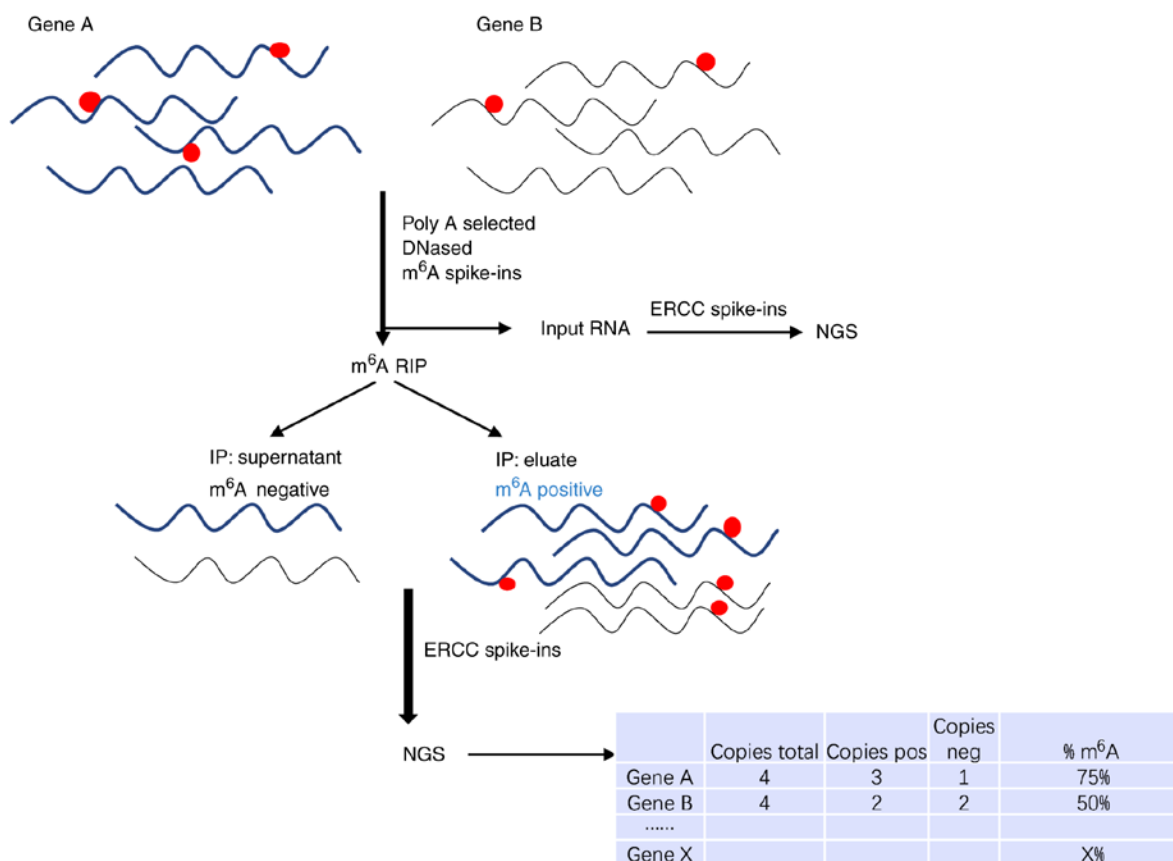 Gene A
Gene B
Poly A selected
DNased
m⁶A spike-ins
Input RNA
ERCC spike-ins
NGS
m⁶A RIP
IP: supernatant
m⁶A negative
IP: eluate
m⁶A positive
ERCC spike-ins
NGS
Copies total Copies pos Copies neg % m⁶A
Gene A 4 3 1 75%
Gene B 4 2 2 50%
......
Gene X X%